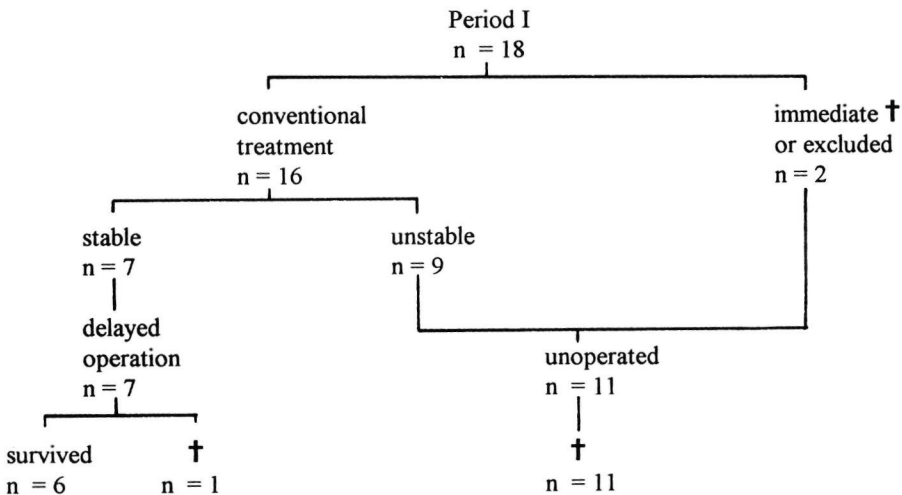 Period I
n = 18
conventional
treatment
n = 16
immediate †
or excluded
n = 2
stable
n = 7
unstable
n = 9
delayed
operation
n = 7
unoperated
n = 11
survived
n = 6
†
n = 1
†
n = 11